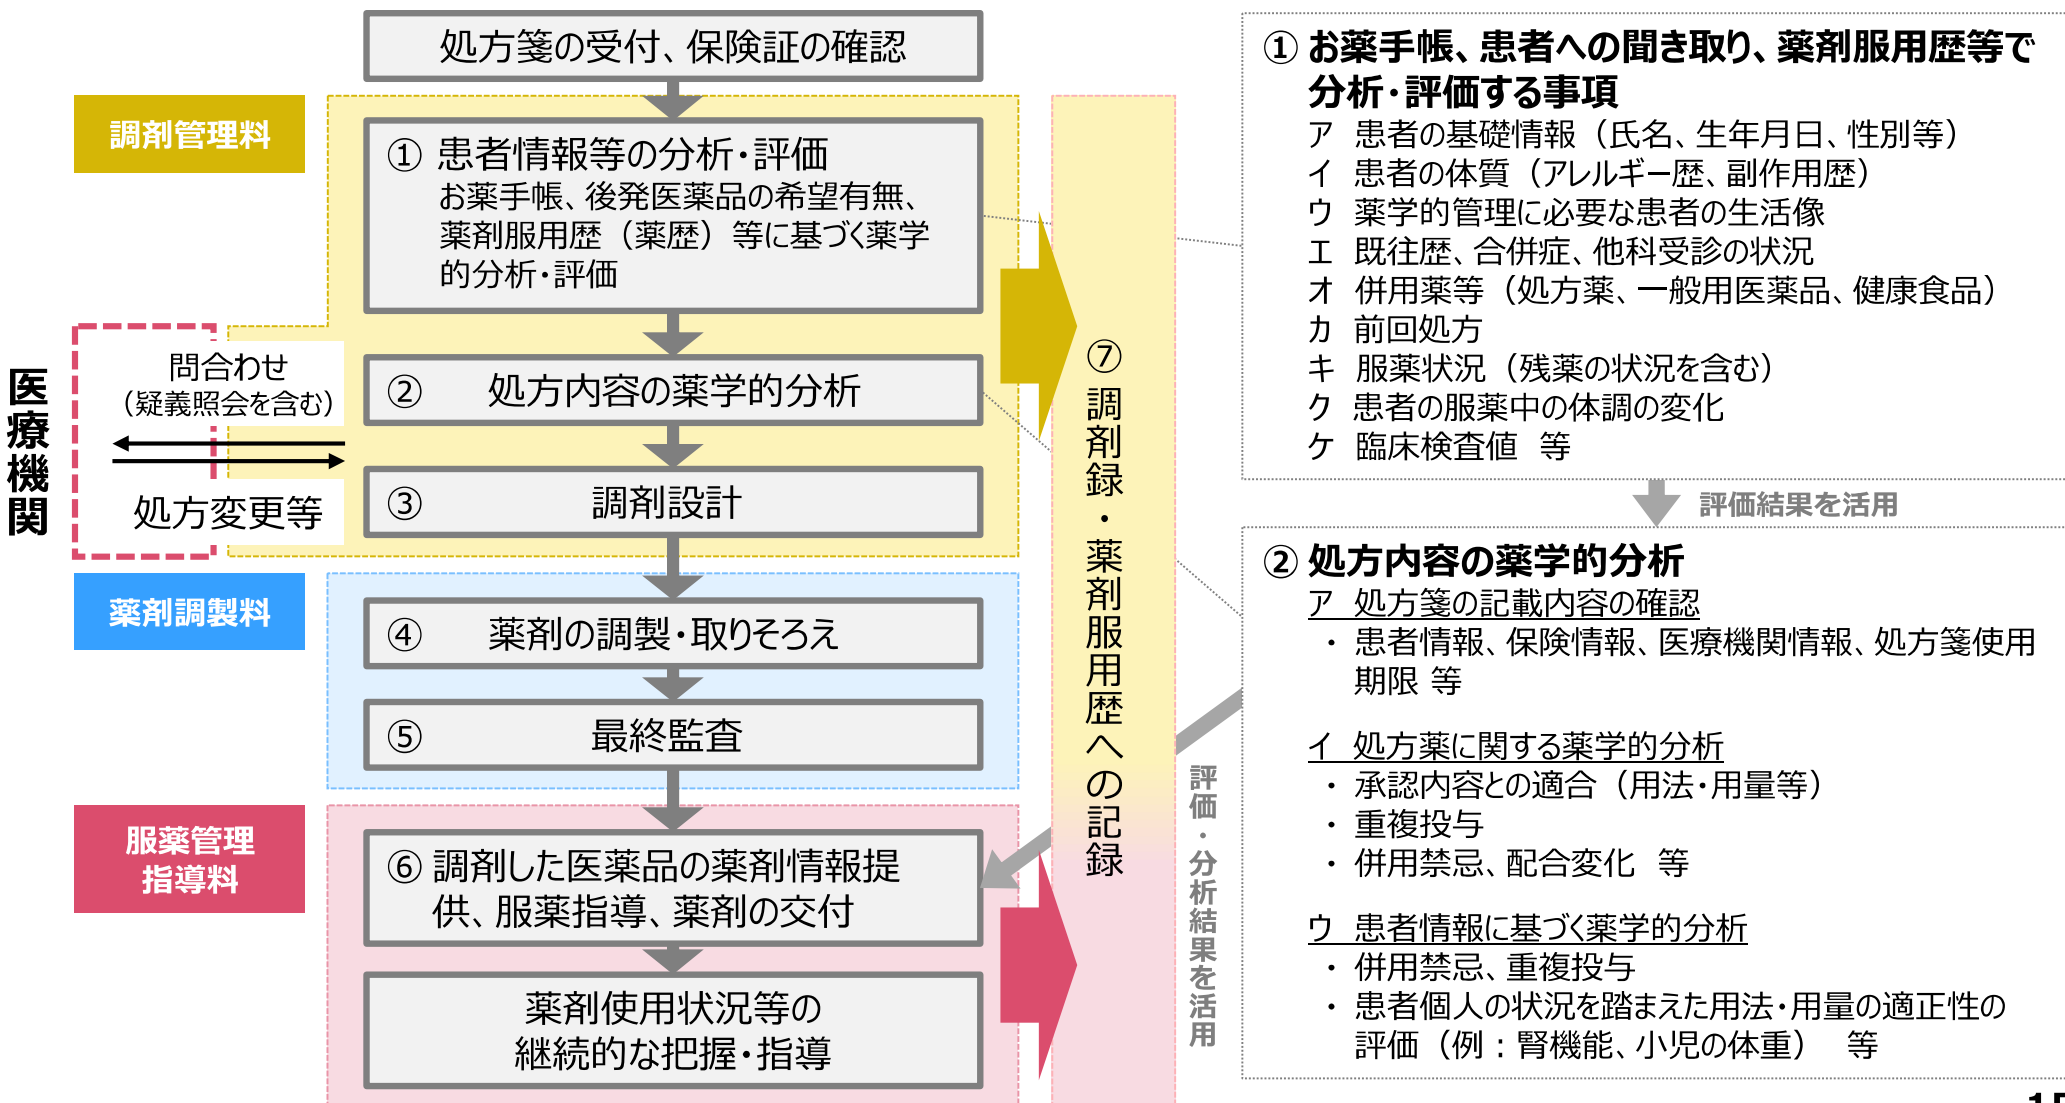 処方箋の受付、保険証の確認
調剤管理料
① 患者情報等の分析・評価
お薬手帳、後発医薬品の希望有無、
薬剤服用歴（薬歴）等に基づく薬学
的分析・評価
医療機関
問合わせ
（疑義照会を含む）
処方変更等
② 処方内容の薬学的分析
③ 調剤設計
薬剤調製料
④ 薬剤の調製・取りそろえ
⑤ 最終監査
服薬管理
指導料
⑥ 調剤した医薬品の薬剤情報提
供、服薬指導、薬剤の交付
薬剤使用状況等の
継続的な把握・指導
⑦調剤録・薬剤服用歴への記録
評価・分析結果を活用
① お薬手帳、患者への聞き取り、薬剤服用歴等で
分析・評価する事項
ア 患者の基礎情報（氏名、生年月日、性別等）
イ 患者の体質（アレルギー歴、副作用歴）
ウ 薬学的管理に必要な患者の生活像
エ 既往歴、合併症、他科受診の状況
オ 併用薬等（処方薬、一般用医薬品、健康食品）
カ 前回処方
キ 服薬状況（残薬の状況を含む）
ク 患者の服薬中の体調の変化
ケ 臨床検査値 等
評価結果を活用
② 処方内容の薬学的分析
ア 処方箋の記載内容の確認
・ 患者情報、保険情報、医療機関情報、処方箋使用
期限 等
イ 処方薬に関する薬学的分析
・ 承認内容との適合（用法・用量等）
・ 重複投与
・ 併用禁忌、配合変化 等
ウ 患者情報に基づく薬学的分析
・ 併用禁忌、重複投与
・ 患者個人の状況を踏まえた用法・用量の適正性の
評価（例：腎機能、小児の体重） 等